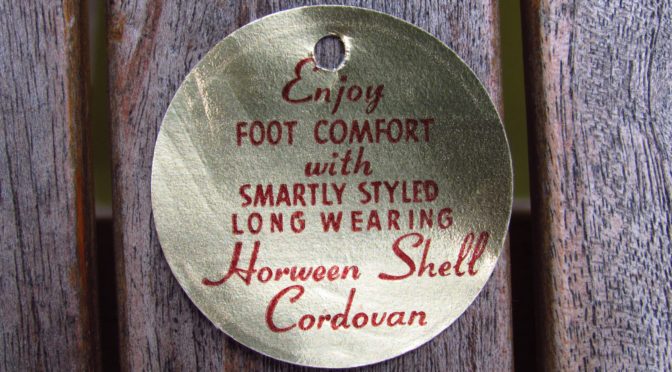 Enjoy
FOOT COMFORT
with
SMARTLY STYLED
LONG WEARING
Horween Shell
Cordovan